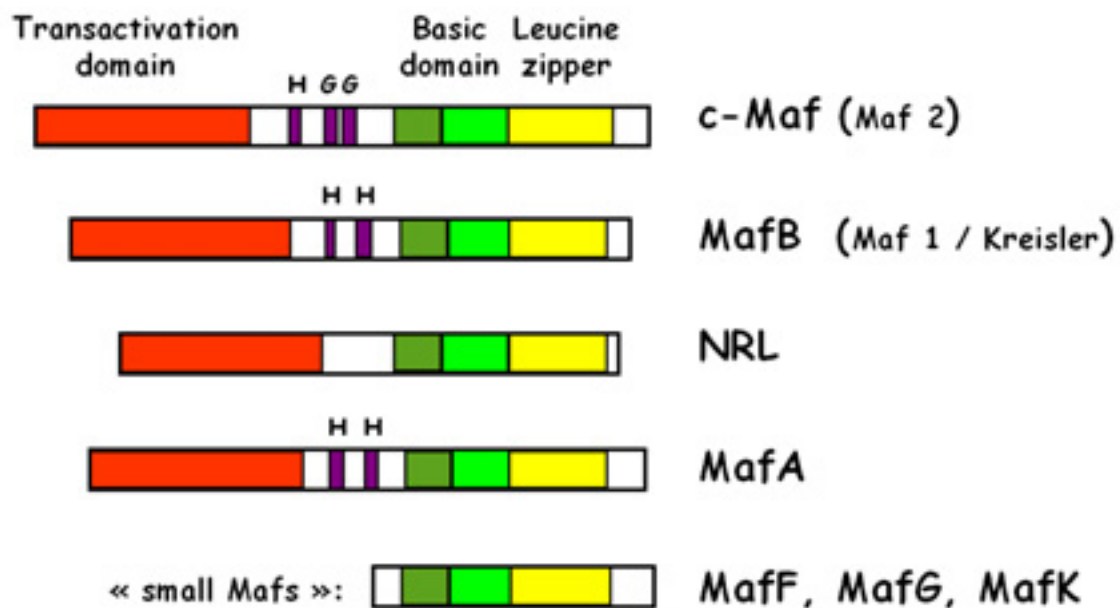 Transactivation domain
Basic domain
Leucine zipper
H G G
c-Maf (Maf 2)
H H
MafB (Maf 1 / Kreisler)
NRL
H H
MafA
« small Mafs »: MafF, MafG, MafK